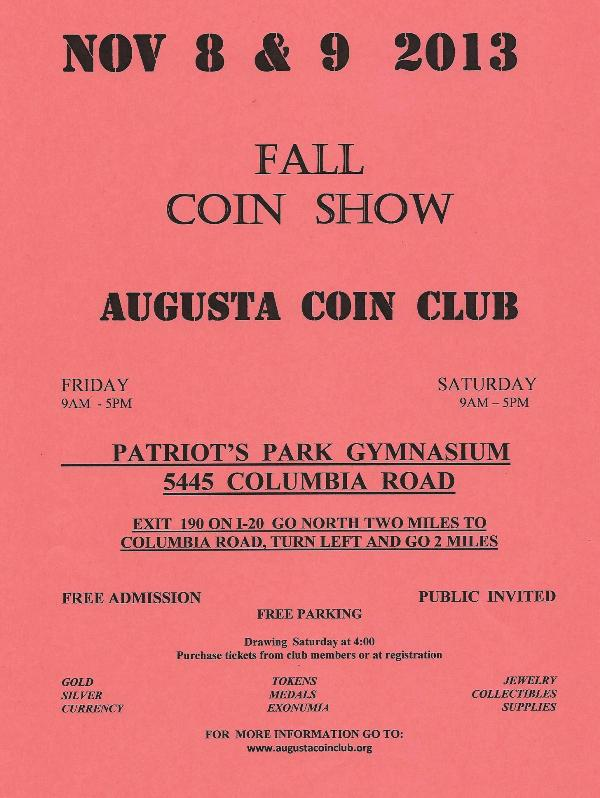 NOV 8 & 9 2013
FALL
COIN SHOW
AUGUSTA COIN CLUB
FRIDAY
9AM - 5PM
SATURDAY
9AM – 5PM
PATRIOT'S PARK GYMNASIUM
5445 COLUMBIA ROAD
EXIT 190 ON I-20 GO NORTH TWO MILES TO
COLUMBIA ROAD, TURN LEFT AND GO 2 MILES
FREE ADMISSION
PUBLIC INVITED
FREE PARKING
Drawing Saturday at 4:00
Purchase tickets from club members or at registration
GOLD
SILVER
CURRENCY
TOKENS
MEDALS
EXONUMIA
JEWELRY
COLLECTIBLES
SUPPLIES
FOR MORE INFORMATION GO TO:
www.augustacoinclub.org